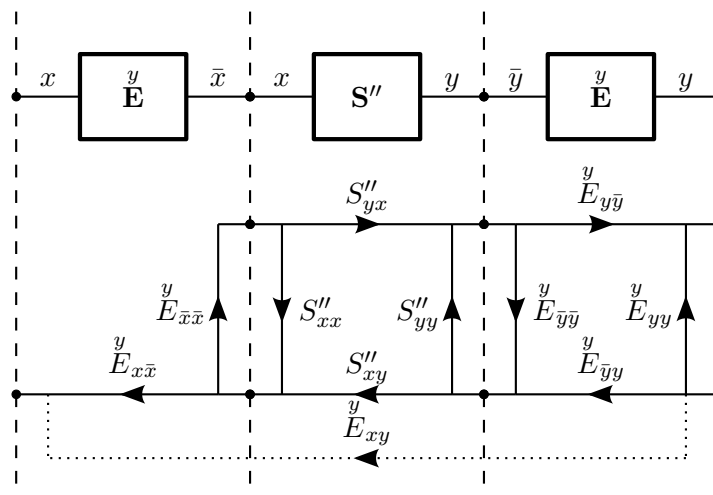 x y E x̄ x S″ y ȳ y E y
S″yx y Eyȳ
y Ex̄x̄ S″xx S″yy y Eȳȳ y Eyy
y Exx̄ S″xy y Eȳy
y Exy